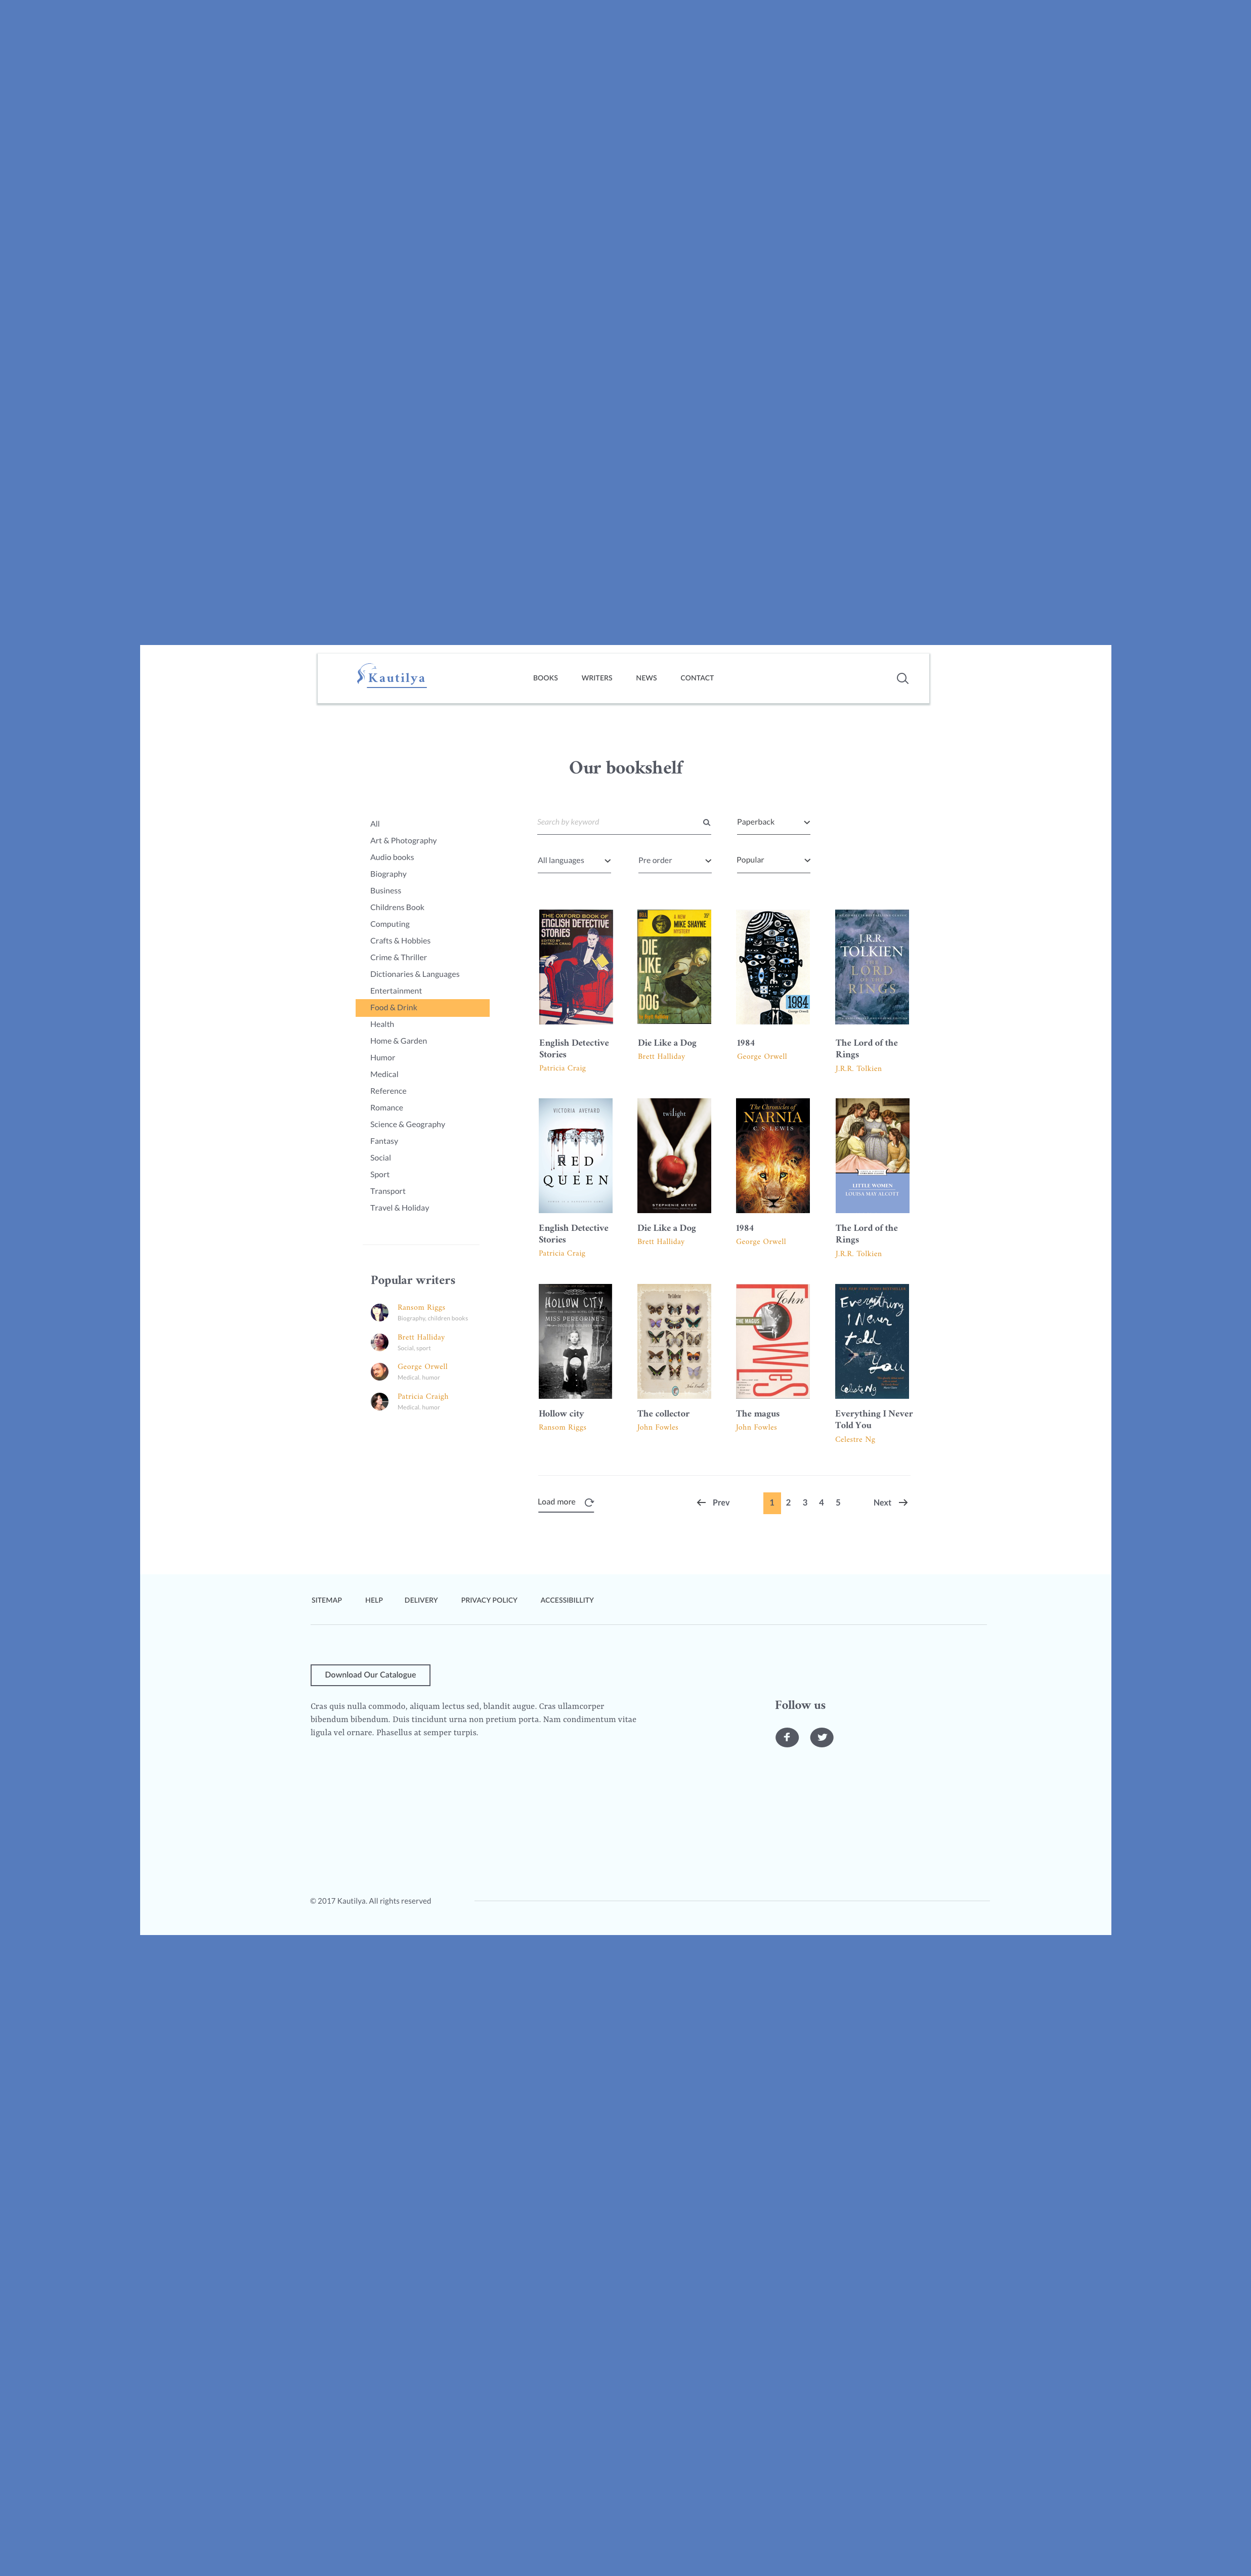 Kautilya
BOOKS
WRITERS
NEWS
CONTACT
Our bookshelf
All
Art & Photography
Audio books
Biography
Business
Childrens Book
Computing
Crafts & Hobbies
Crime & Thriller
Dictionaries & Languages
Entertainment
Food & Drink
Health
Home & Garden
Humor
Medical
Reference
Romance
Science & Geography
Fantasy
Social
Sport
Transport
Travel & Holiday
Popular writers
Ransom Riggs
Biography, children books
Brett Halliday
Social, sport
George Orwell
Medical, humor
Patricia Craigh
Medical, humor
Search by keyword
Paperback
All languages
Pre order
Popular
THE OXFORD BOOK OF
ENGLISH DETECTIVE
STORIES
EDITED BY
PATRICIA CRAIG
English Detective
Stories
Patricia Craig
A NEW
MIKE SHAYNE
MYSTERY
DIE
LIKE
A
DOG
Die Like a Dog
Brett Halliday
1984
George Orwell
1984
George Orwell
J.R.R.
TOLKIEN
THE
LORD
OF THE
RINGS
The Lord of the
Rings
J.R.R. Tolkien
VICTORIA AVEYARD
RED
QUEEN
English Detective
Stories
Patricia Craig
twilight
STEPHENIE MEYER
Die Like a Dog
Brett Halliday
The Chronicles of
NARNIA
C. S. LEWIS
1984
George Orwell
LITTLE WOMEN
LOUISA MAY ALCOTT
The Lord of the
Rings
J.R.R. Tolkien
HOLLOW CITY
MISS PEREGRINE'S
Hollow city
Ransom Riggs
The Collector
John Fowles
The collector
John Fowles
John
THE MAGUS
FOWLES
The magus
John Fowles
Everything
I Never
told
You
Celeste Ng
Everything I Never
Told You
Celestre Ng
Load more
Prev
1
2
3
4
5
Next
SITEMAP
HELP
DELIVERY
PRIVACY POLICY
ACCESSIBILLITY
Download Our Catalogue
Cras quis nulla commodo, aliquam lectus sed, blandit augue. Cras ullamcorper
bibendum bibendum. Duis tincidunt urna non pretium porta. Nam condimentum vitae
ligula vel ornare. Phasellus at semper turpis.
Follow us
© 2017 Kautilya. All rights reserved